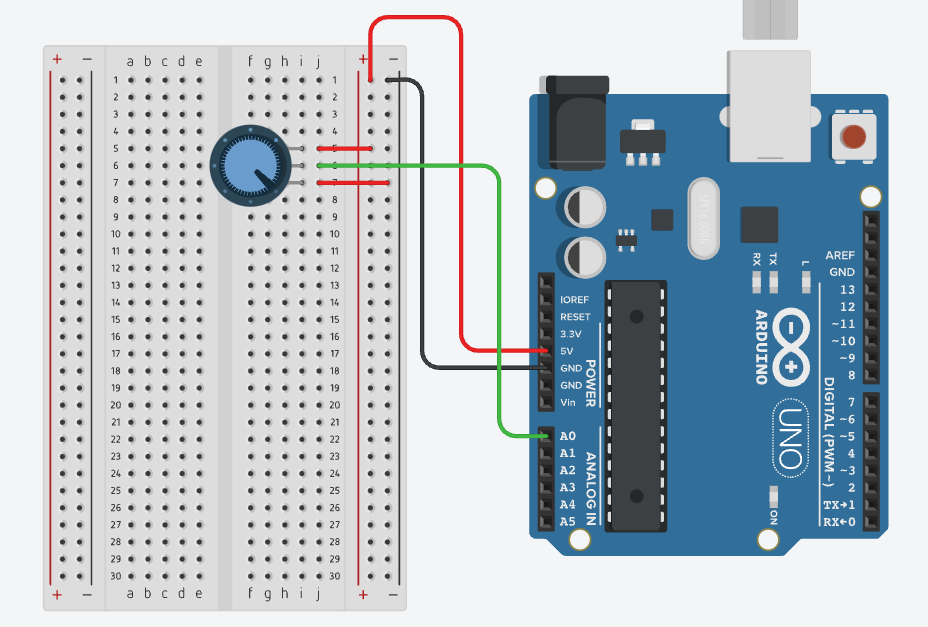 + − a b c d e f g h i j + −
1 1
2 2
3 3
4 4
5 5
6 6
7 7
8 8
9 9
10 10
11 11
12 12
13 13
14 14
15 15
16 16
17 17
18 18
19 19
20 20
21 21
22 22
23 23
24 24
25 25
26 26
27 27
28 28
29 29
30 30
+ − a b c d e f g h i j + −
IOREF
RESET
3.3V
5V
GND
GND
Vin
POWER
A0
A1
A2
A3
A4
A5
ANALOG IN
RX
TX
L
ARDUINO
UNO
ON
AREF
GND
13
12
~11
~10
~9
8
7
~6
~5
4
~3
2
TX→1
RX←0
DIGITAL (PWM~)